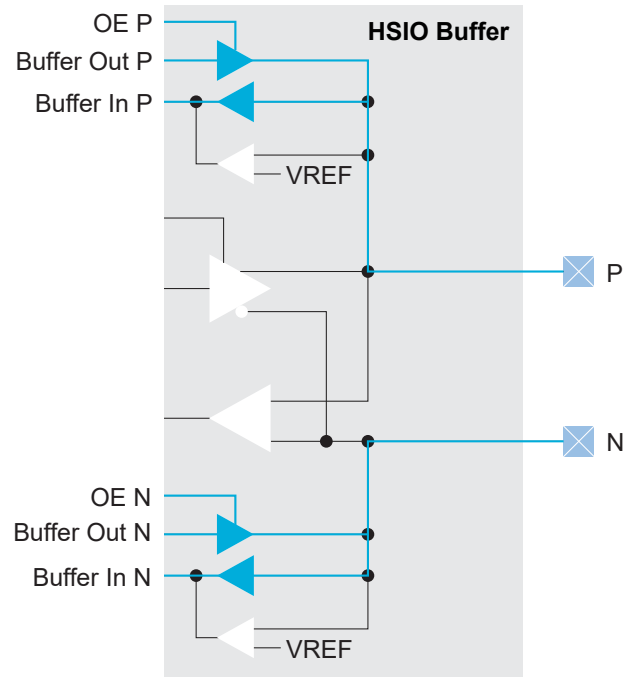 OE P
HSIO Buffer
Buffer Out P
Buffer In P
VREF
P
N
OE N
Buffer Out N
Buffer In N
VREF